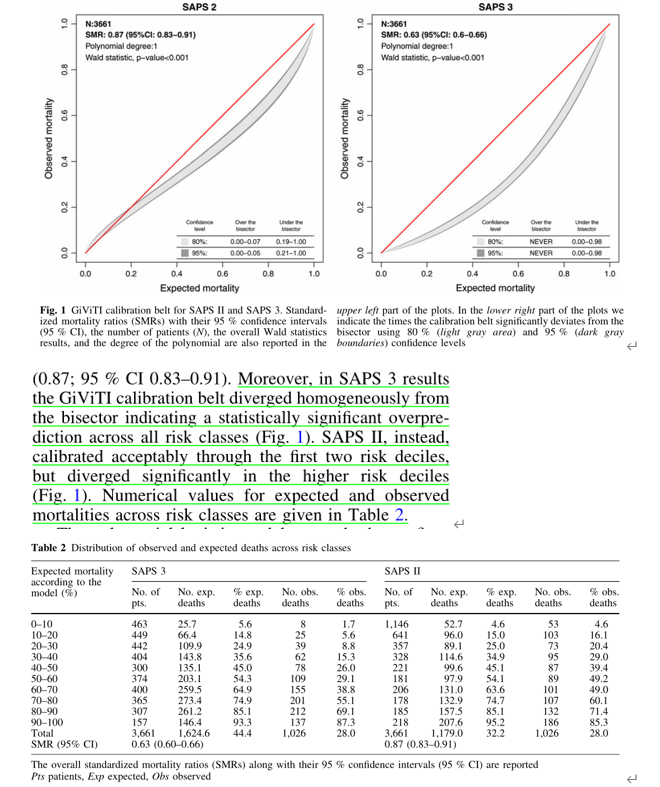 SAPS 2
N:3661
SMR: 0.87 (95%CI: 0.83−0.91)
Polynomial degree:1
Wald statistic, p−value<0.001
Observed mortality
1.0
0.8
0.6
0.4
0.2
0.0
Confidence level Over the bisector Under the bisector
80%: 0.00−0.07 0.19−1.00
95%: 0.00−0.05 0.21−1.00
0.0 0.2 0.4 0.6 0.8 1.0
Expected mortality
SAPS 3
N:3661
SMR: 0.63 (95%CI: 0.6−0.66)
Polynomial degree:1
Wald statistic, p−value<0.001
Observed mortality
1.0
0.8
0.6
0.4
0.2
0.0
Confidence level Over the bisector Under the bisector
80%: NEVER 0.00−0.98
95%: NEVER 0.00−0.98
0.0 0.2 0.4 0.6 0.8 1.0
Expected mortality
Fig. 1 GiViTI calibration belt for SAPS II and SAPS 3. Standard-
ized mortality ratios (SMRs) with their 95 % confidence intervals
(95 % CI), the number of patients (N), the overall Wald statistics
results, and the degree of the polynomial are also reported in the
upper left part of the plots. In the lower right part of the plots we
indicate the times the calibration belt significantly deviates from the
bisector using 80 % (light gray area) and 95 % (dark gray
boundaries) confidence levels
(0.87; 95 % CI 0.83–0.91). Moreover, in SAPS 3 results
the GiViTI calibration belt diverged homogeneously from
the bisector indicating a statistically significant overpre-
diction across all risk classes (Fig. 1). SAPS II, instead,
calibrated acceptably through the first two risk deciles,
but diverged significantly in the higher risk deciles
(Fig. 1). Numerical values for expected and observed
mortalities across risk classes are given in Table 2.
Table 2 Distribution of observed and expected deaths across risk classes
Expected mortality according to the model (%) SAPS 3 SAPS II
No. of pts. No. exp. deaths % exp. deaths No. obs. deaths % obs. deaths No. of pts. No. exp. deaths % exp. deaths No. obs. deaths % obs. deaths
0–10 463 25.7 5.6 8 1.7 1,146 52.7 4.6 53 4.6
10–20 449 66.4 14.8 25 5.6 641 96.0 15.0 103 16.1
20–30 442 109.9 24.9 39 8.8 357 89.1 25.0 73 20.4
30–40 404 143.8 35.6 62 15.3 328 114.6 34.9 95 29.0
40–50 300 135.1 45.0 78 26.0 221 99.6 45.1 87 39.4
50–60 374 203.1 54.3 109 29.1 181 97.9 54.1 89 49.2
60–70 400 259.5 64.9 155 38.8 206 131.0 63.6 101 49.0
70–80 365 273.4 74.9 201 55.1 178 132.9 74.7 107 60.1
80–90 307 261.2 85.1 212 69.1 185 157.5 85.1 132 71.4
90–100 157 146.4 93.3 137 87.3 218 207.6 95.2 186 85.3
Total 3,661 1,624.6 44.4 1,026 28.0 3,661 1,179.0 32.2 1,026 28.0
SMR (95% CI) 0.63 (0.60–0.66) 0.87 (0.83–0.91)
The overall standardized mortality ratios (SMRs) along with their 95 % confidence intervals (95 % CI) are reported
Pts patients, Exp expected, Obs observed